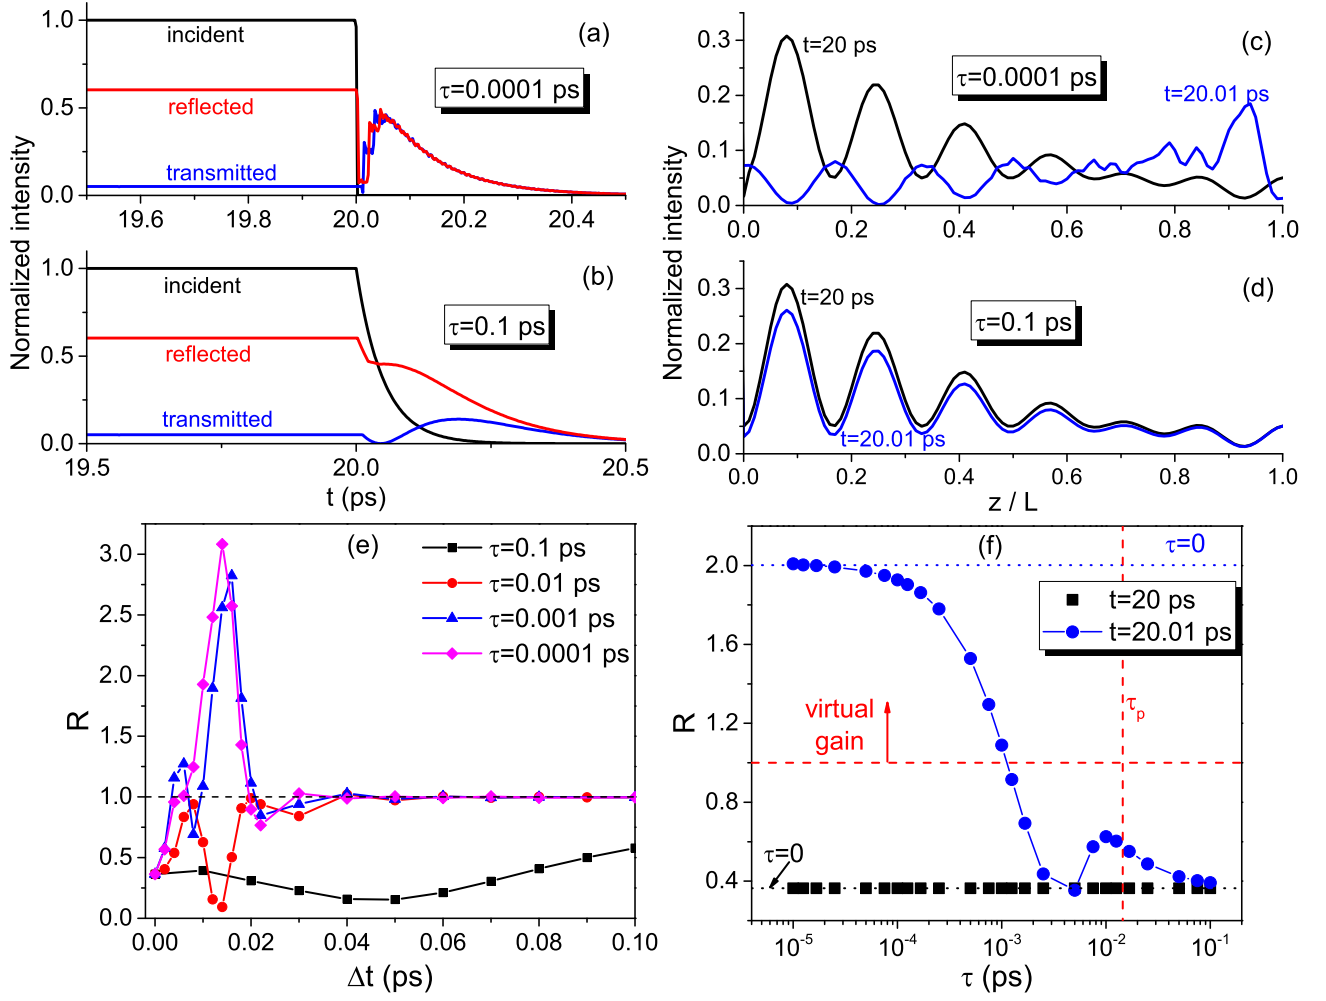 (a)
1.0
incident
τ=0.0001 ps
reflected
0.5
transmitted
0.0
19.6 19.8 20.0 20.2 20.4
Normalized intensity
(b)
1.0
incident
τ=0.1 ps
reflected
0.5
transmitted
0.0
19.5 20.0 20.5
t (ps)
(c)
0.3
t=20 ps
τ=0.0001 ps
t=20.01 ps
0.2
0.1
0.0
0.0 0.2 0.4 0.6 0.8 1.0
Normalized intensity
(d)
0.3
t=20 ps
τ=0.1 ps
0.2
0.1
t=20.01 ps
0.0
0.0 0.2 0.4 0.6 0.8 1.0
z / L
(e)
3.0
2.5
2.0
1.5
1.0
0.5
0.0
R
τ=0.1 ps
τ=0.01 ps
τ=0.001 ps
τ=0.0001 ps
0.00 0.02 0.04 0.06 0.08 0.10
Δt (ps)
(f)
τ=0
2.0
1.6
1.2
0.8
0.4
R
t=20 ps
t=20.01 ps
virtual
gain
τp
τ=0
10⁻⁵ 10⁻⁴ 10⁻³ 10⁻² 10⁻¹
τ (ps)